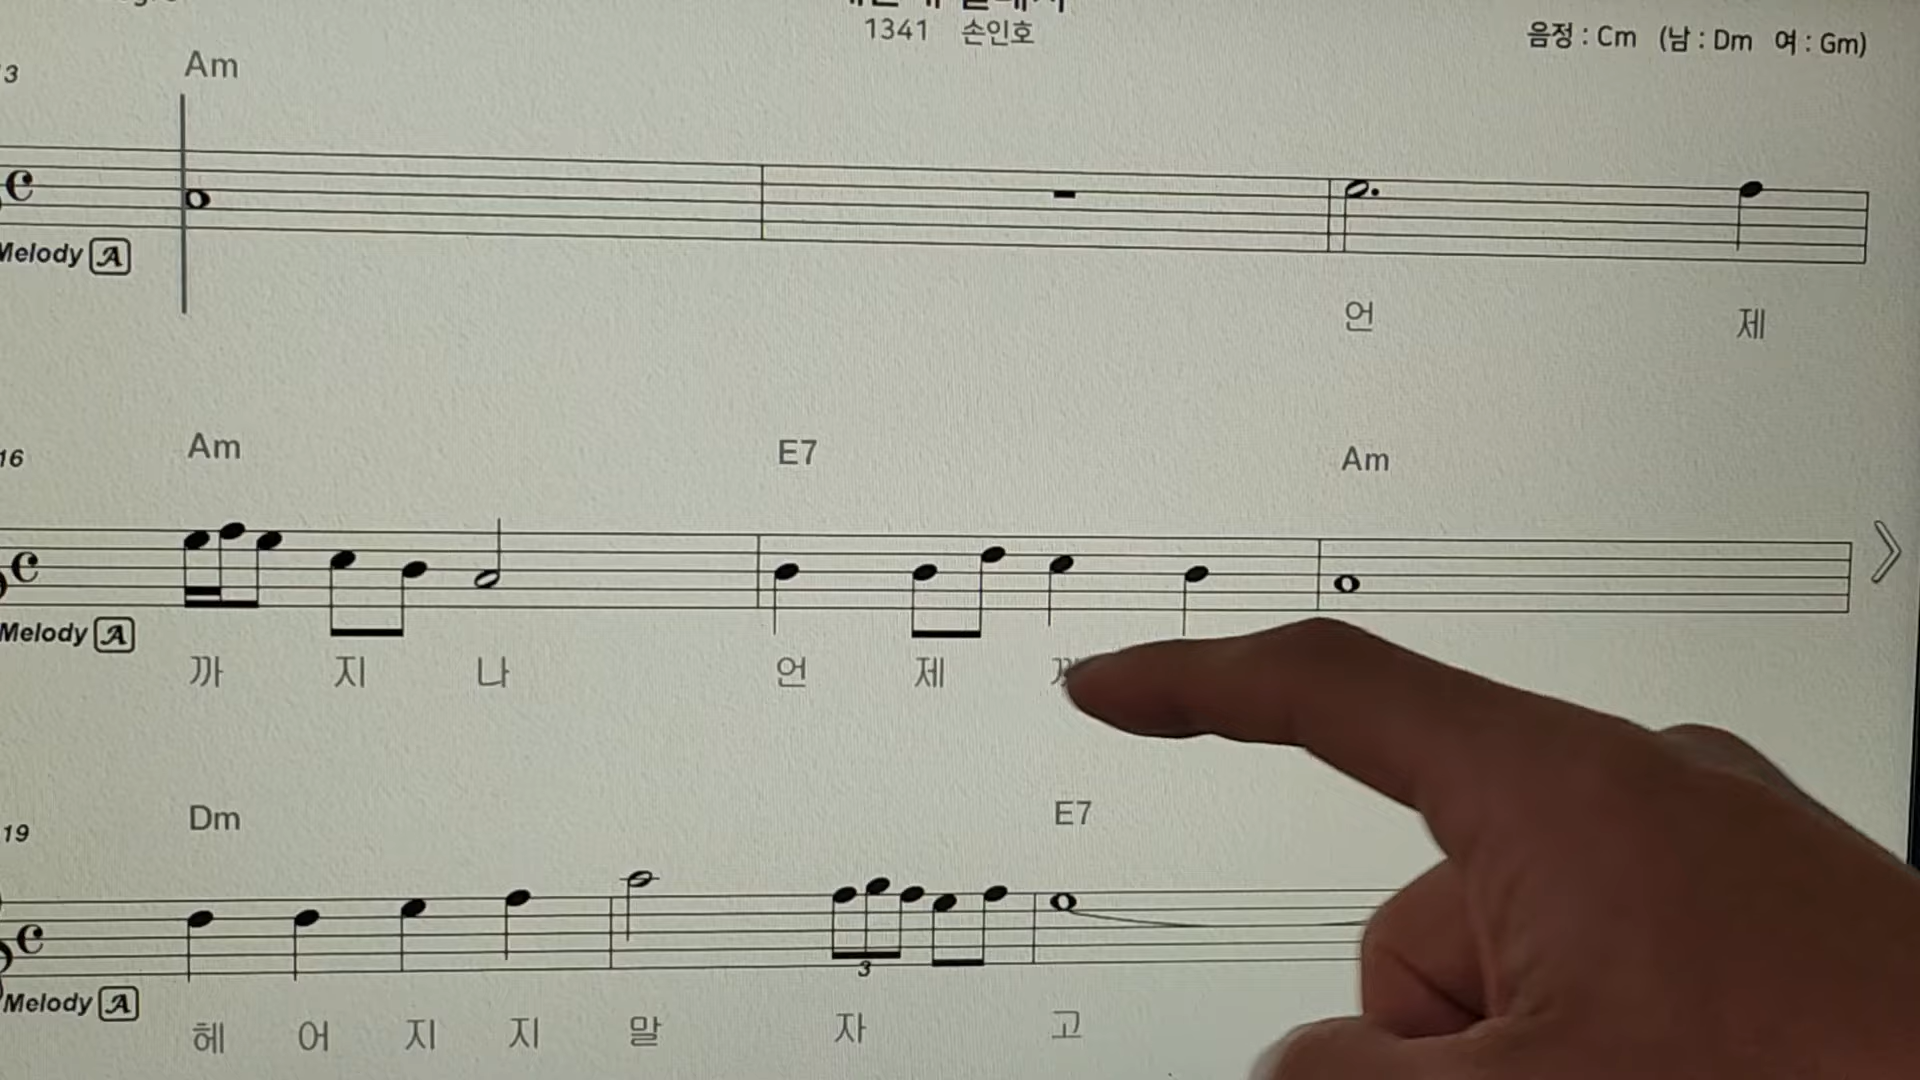 1341 손인호
음정 : Cm (남 : Dm 여 : Gm)
13
Am
C
Melody A
언 제
16
Am E7 Am
C
Melody A
까 지 나 언 제
19
Dm E7
C
3
Melody A
헤 어 지 지 말 자 고